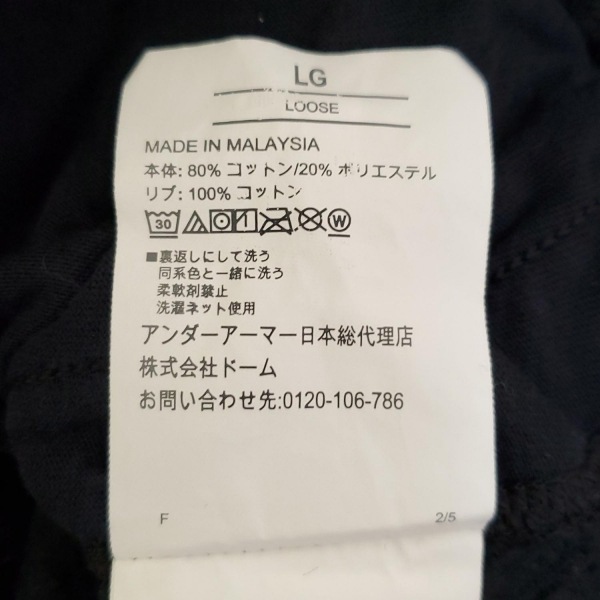 LG
LOOSE
MADE IN MALAYSIA
本体: 80% コットン/20% ポリエステル
リブ: 100% コットン
30 W
■裏返しにして洗う
同系色と一緒に洗う
柔軟剤禁止
洗濯ネット使用
アンダーアーマー日本総代理店
株式会社ドーム
お問い合わせ先:0120-106-786
F 2/5